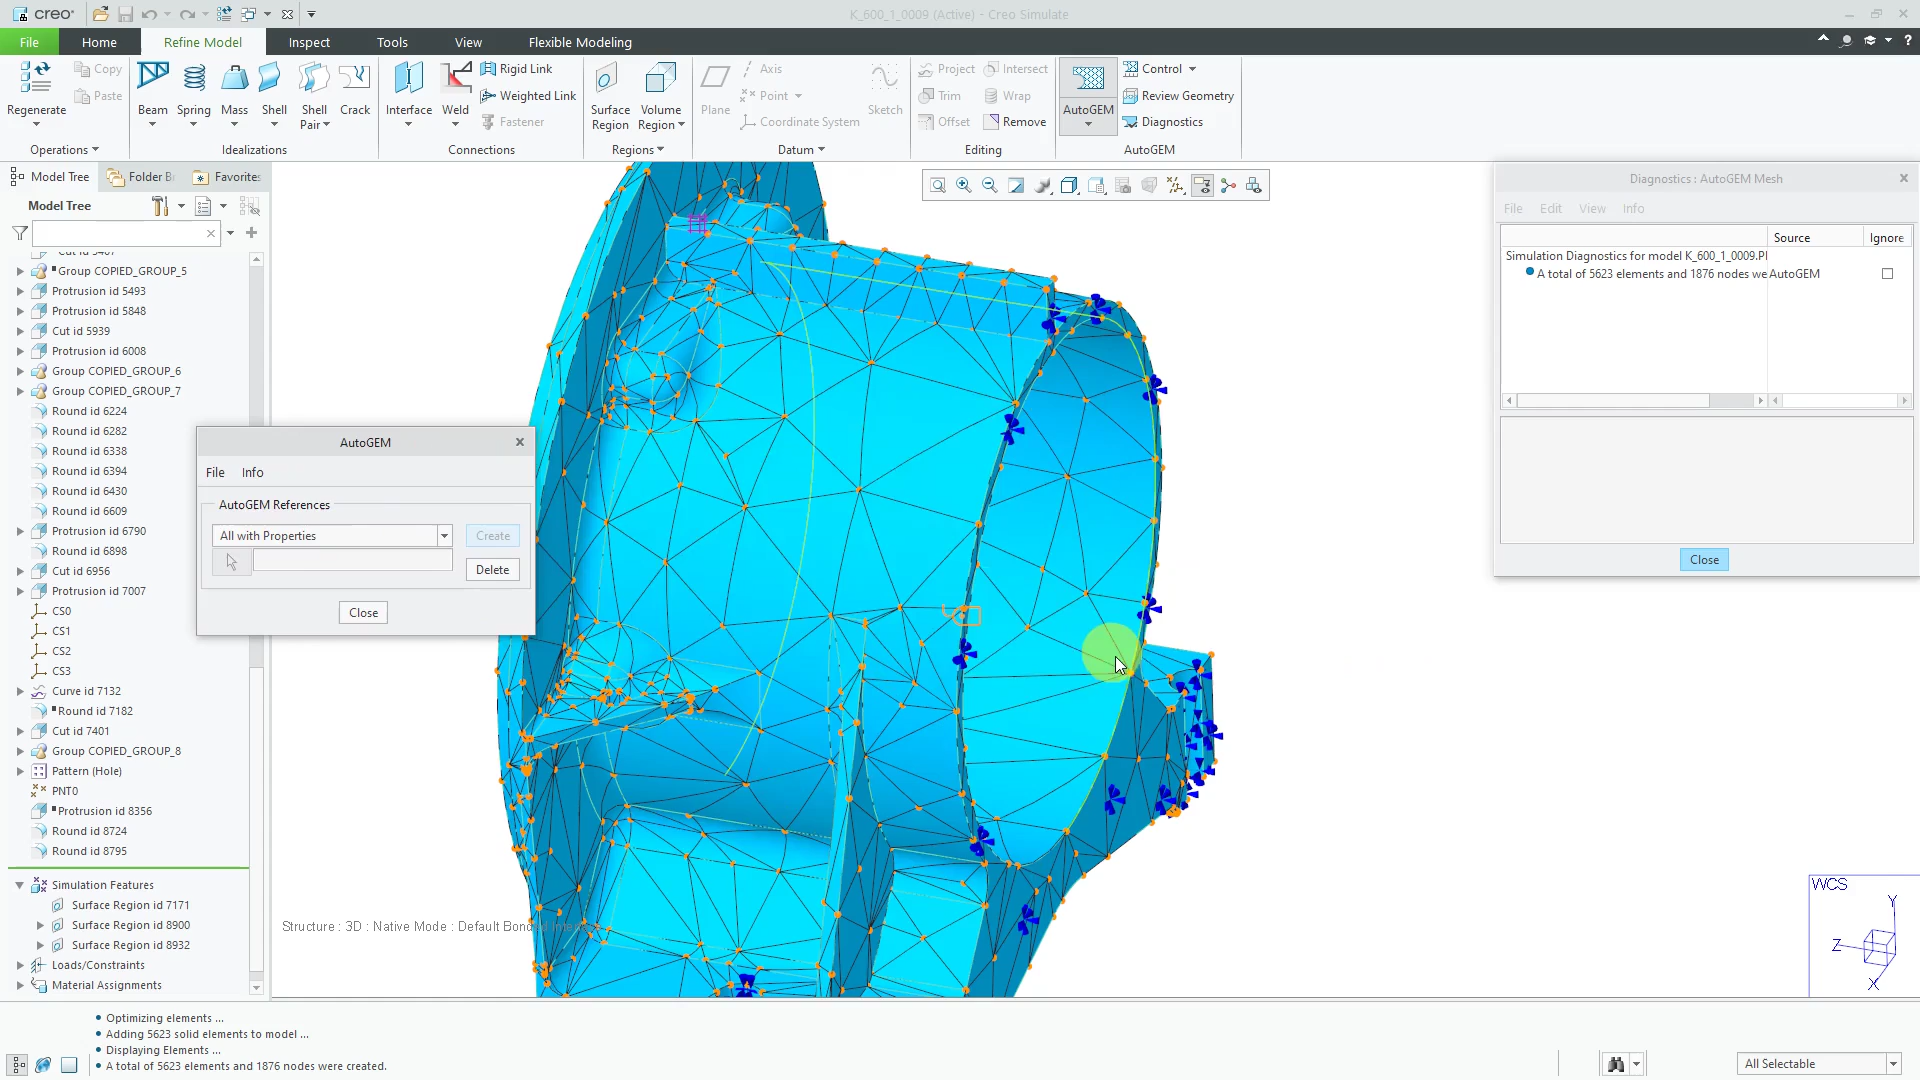 creo
K_600_1_0009 (Active) - Creo Simulate
File Home Refine Model Inspect Tools View Flexible Modeling
Regenerate
Copy
Paste
Operations
Beam Spring Mass Shell Shell Pair Crack
Idealizations
Interface Weld
Rigid Link
Weighted Link
Fastener
Connections
Surface Region
Volume Region
Regions
Plane
Axis
Point
Coordinate System
Sketch
Datum
Project Intersect
Trim Wrap
Offset Remove
Editing
AutoGEM
Control
Review Geometry
Diagnostics
AutoGEM
Model Tree Folder Favorites
Model Tree
Group COPIED_GROUP_5
Protrusion id 5493
Protrusion id 5848
Cut id 5939
Protrusion id 6008
Group COPIED_GROUP_6
Group COPIED_GROUP_7
Round id 6224
Round id 6282
Round id 6338
Round id 6394
Round id 6430
Round id 6609
Protrusion id 6790
Round id 6898
Cut id 6956
Protrusion id 7007
CS0
CS1
CS2
CS3
Curve id 7132
Round id 7182
Cut id 7401
Group COPIED_GROUP_8
Pattern (Hole)
PNT0
Protrusion id 8356
Round id 8724
Round id 8795
Simulation Features
Surface Region id 7171
Surface Region id 8900
Surface Region id 8932
Loads/Constraints
Material Assignments
AutoGEM
File Info
AutoGEM References
All with Properties
Create
Delete
Close
Diagnostics : AutoGEM Mesh
File Edit View Info
Source Ignore
Simulation Diagnostics for model K_600_1_0009.PI
A total of 5623 elements and 1876 nodes we AutoGEM
Close
Structure : 3D : Native Mode : Default
WCS
Y
Z
X
Optimizing elements ...
Adding 5623 solid elements to model ...
Displaying Elements ...
A total of 5623 elements and 1876 nodes were created.
All Selectable